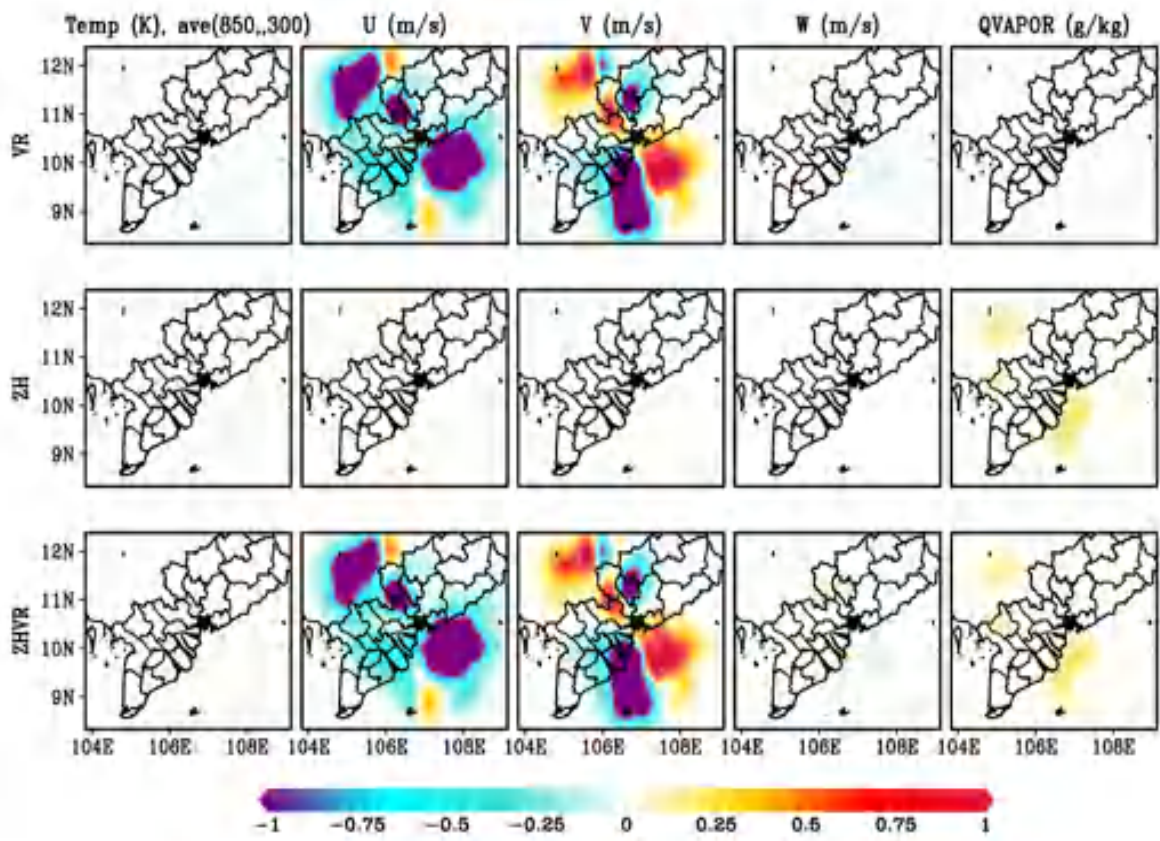 Temp (K), ave(850,,300) U (m/s) V (m/s) W (m/s) QVAPOR (g/kg)
VR
12N
11N
10N
9N
ZH
12N
11N
10N
9N
ZHVR
12N
11N
10N
9N
104E 106E 108E 104E 106E 108E 104E 106E 108E 104E 106E 108E 104E 106E 108E
-1 -0.75 -0.5 -0.25 0 0.25 0.5 0.75 1